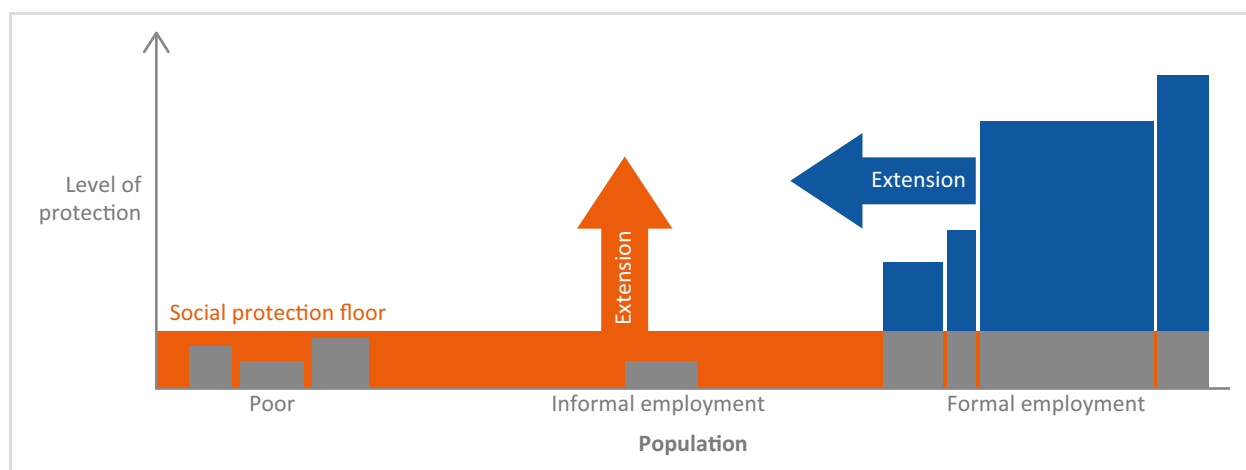 Level of
protection
Extension
Extension
Social protection floor
Poor
Informal employment
Formal employment
Population